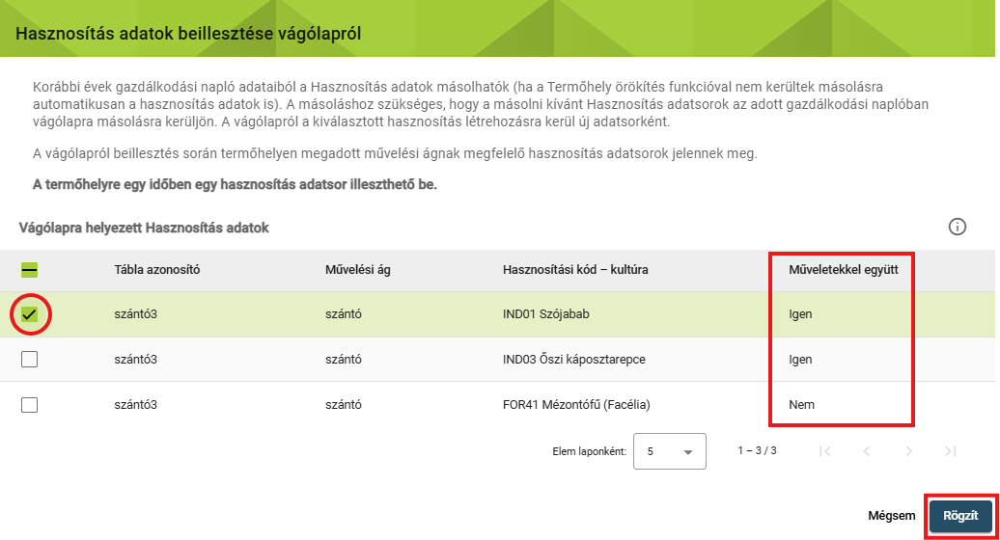 Hasznosítás adatok beillesztése vágólapról
Korábbi évek gazdálkodási napló adataiból a Hasznosítás adatok másolhatók (ha a Termőhely örökítés funkcióval nem kerültek másolásra
automatikusan a hasznosítás adatok is). A másoláshoz szükséges, hogy a másolni kívánt Hasznosítás adatsorok az adott gazdálkodási naplóban
vágólapra másolásra kerüljön. A vágólapról a kiválasztott hasznosítás létrehozásra kerül új adatsorként.
A vágólapról beillesztés során termőhelyen megadott művelési ágnak megfelelő hasznosítás adatsorok jelennek meg.
A termőhelyre egy időben egy hasznosítás adatsor illeszthető be.
Vágólapra helyezett Hasznosítás adatok
Tábla azonosító Művelési ág Hasznosítási kód – kultúra Műveletekkel együtt
szántó3 szántó IND01 Szójabab Igen
szántó3 szántó IND03 Őszi káposztarepce Igen
szántó3 szántó FOR41 Mézontófű (Facélia) Nem
Elem laponként: 5 1 – 3 / 3
Mégsem Rögzít